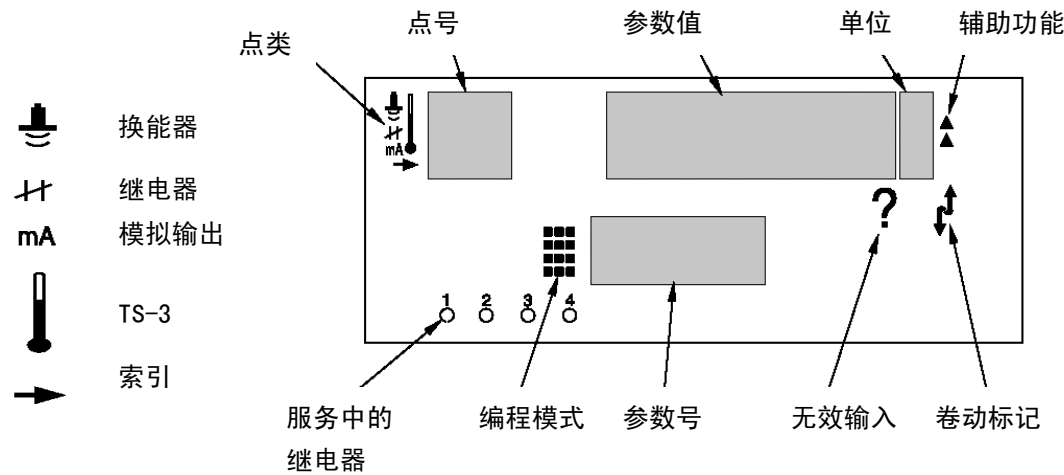 点类
点号
参数值
单位
辅助功能
换能器
继电器
mA 模拟输出
TS-3
索引
mA
?
1 2 3 4
服务中的
继电器
编程模式
参数号
无效输入
卷动标记